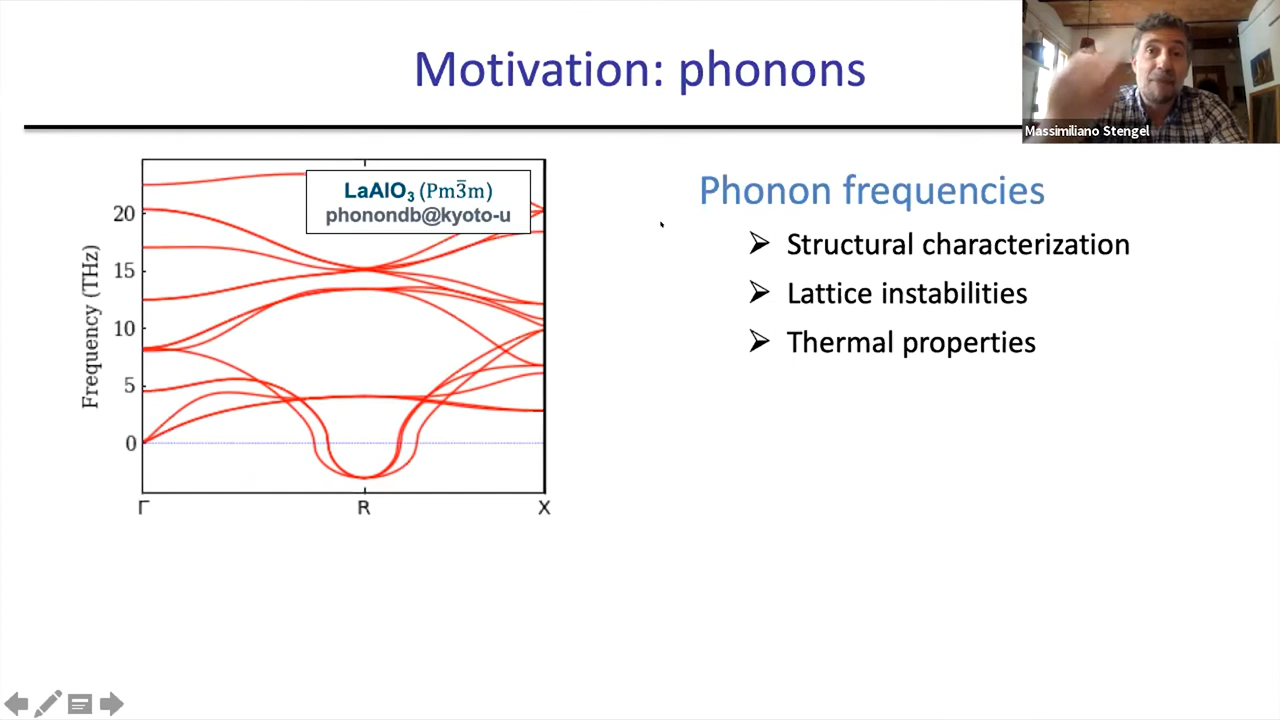 Motivation: phonons
Massimiliano Stengel
LaAlO₃ (Pm3̅m)
phonondb@kyoto-u
Frequency (THz)
20
15
10
5
0
Γ
R
X
Phonon frequencies
➢ Structural characterization
➢ Lattice instabilities
➢ Thermal properties